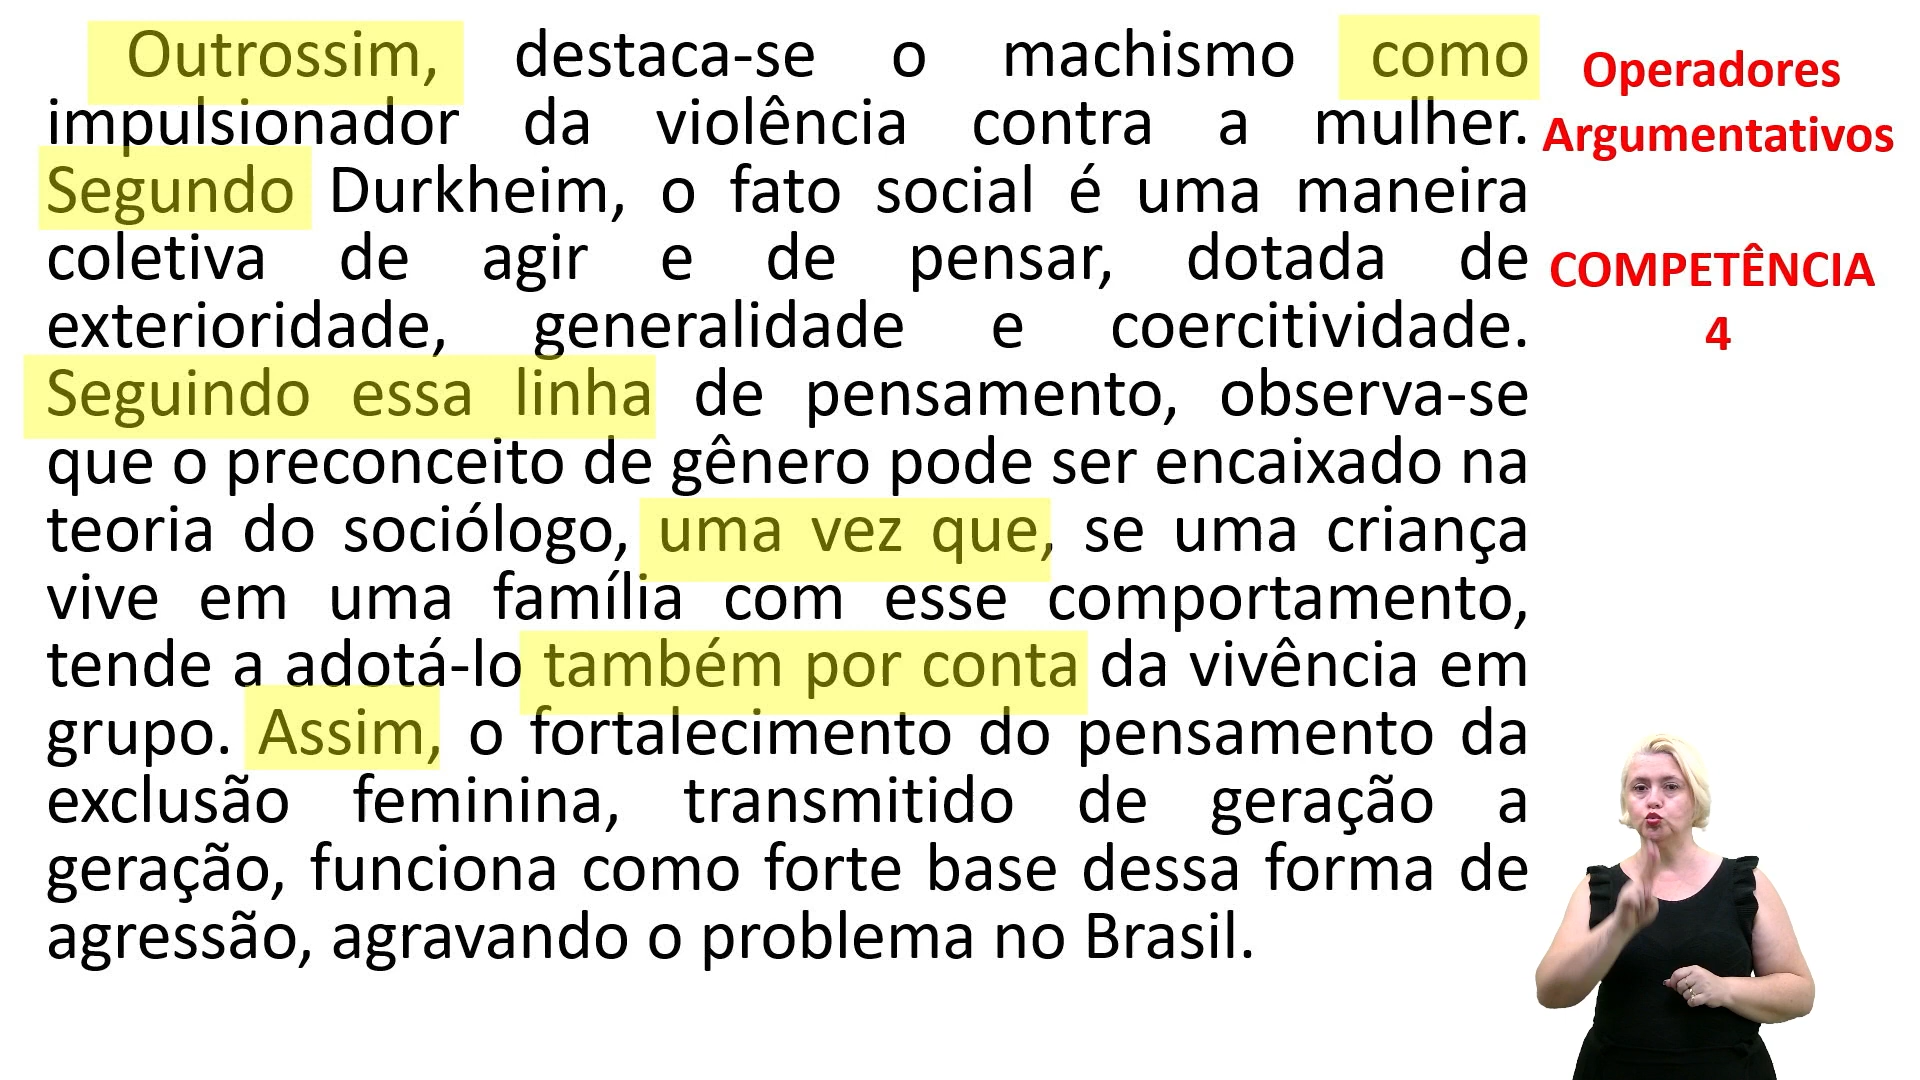 Outrossim, destaca-se o machismo como
impulsionador da violência contra a mulher.
Segundo Durkheim, o fato social é uma maneira
coletiva de agir e de pensar, dotada de
exterioridade, generalidade e coercitividade.
Seguindo essa linha de pensamento, observa-se
que o preconceito de gênero pode ser encaixado na
teoria do sociólogo, uma vez que, se uma criança
vive em uma família com esse comportamento,
tende a adotá-lo também por conta da vivência em
grupo. Assim, o fortalecimento do pensamento da
exclusão feminina, transmitido de geração a
geração, funciona como forte base dessa forma de
agressão, agravando o problema no Brasil.
Operadores
Argumentativos
COMPETÊNCIA
4